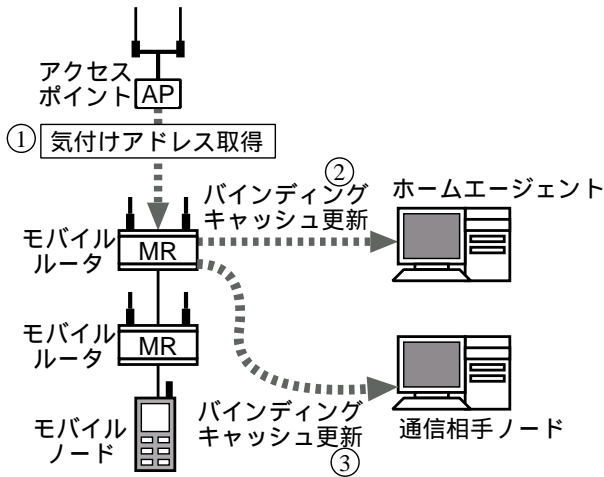 アクセス
ポイント
AP
① 気付けアドレス取得
②
バインディング
キャッシュ更新
ホームエージェント
モバイル
ルータ
MR
モバイル
ルータ
MR
モバイル
ノード
バインディング
キャッシュ更新
③
通信相手ノード